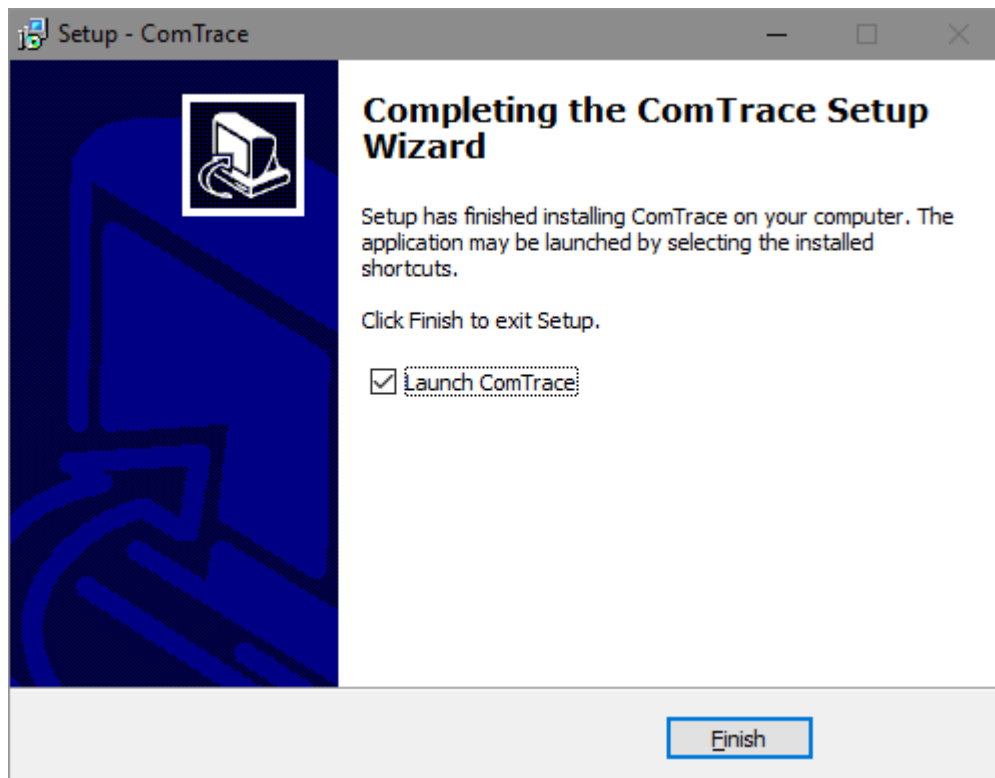 Setup - ComTrace
Completing the ComTrace Setup
Wizard
Setup has finished installing ComTrace on your computer. The
application may be launched by selecting the installed
shortcuts.
Click Finish to exit Setup.
Launch ComTrace
Finish